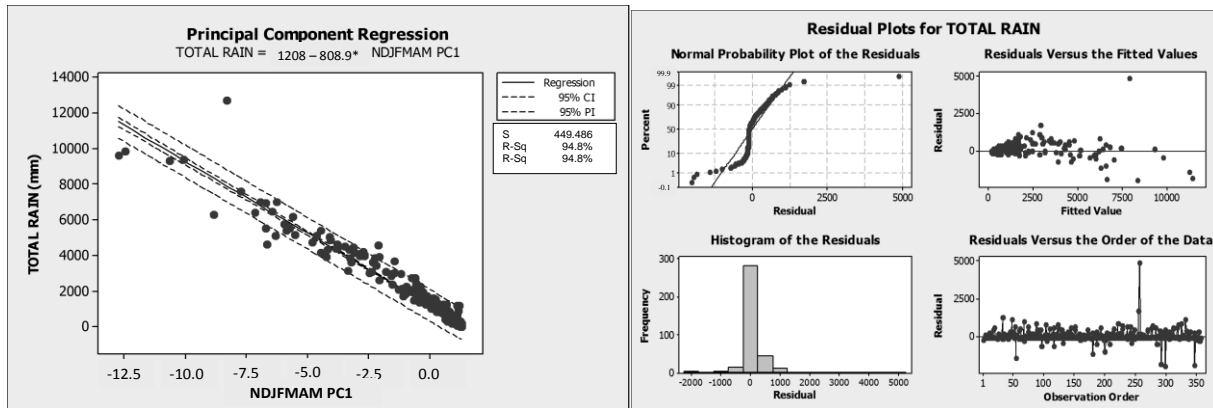 Principal Component Regression
TOTAL RAIN = 1208 – 808.9* NDJFMAM PC1
14000
12000
10000
8000
6000
4000
2000
0
TOTAL RAIN (mm)
-12.5 -10.0 -7.5 -5.0 -2.5 0.0
NDJFMAM PC1
Regression
95% CI
95% PI
S 449.486
R-Sq 94.8%
R-Sq 94.8%
Residual Plots for TOTAL RAIN
Normal Probability Plot of the Residuals
99.9
99
90
50
10
1
-0.1
Percent
0 2500 5000
Residual
Residuals Versus the Fitted Values
5000
2500
0
Residual
0 2500 5000 7500 10000
Fitted Value
Histogram of the Residuals
300
200
100
0
Frequency
-2000 -1000 0 1000 2000 3000 4000 5000
Residual
Residuals Versus the Order of the Data
5000
2500
0
Residual
1 50 100 150 200 250 300 350
Observation Order